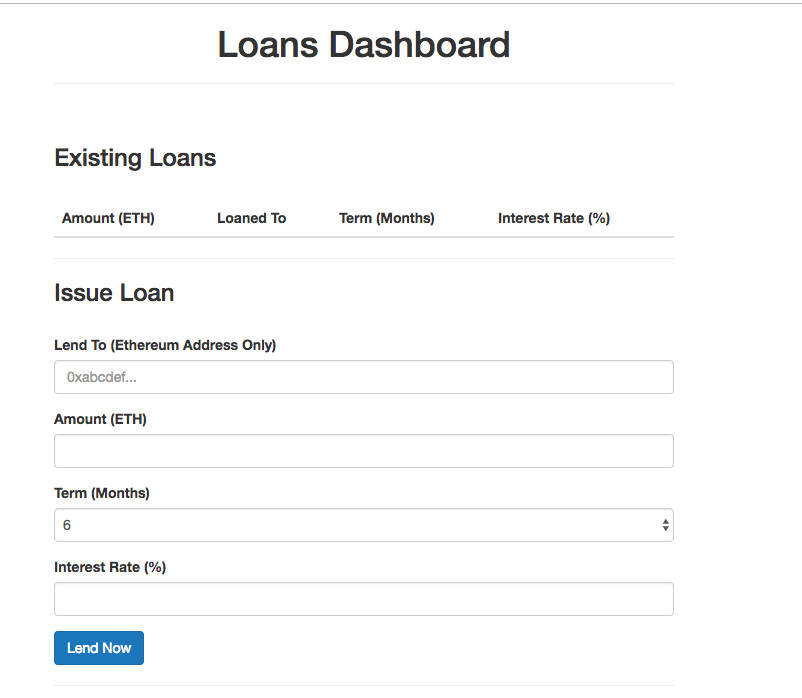 Loans Dashboard
Existing Loans
Amount (ETH) Loaned To Term (Months) Interest Rate (%)
Issue Loan
Lend To (Ethereum Address Only)
0xabcdef...
Amount (ETH)
Term (Months)
6
Interest Rate (%)
Lend Now